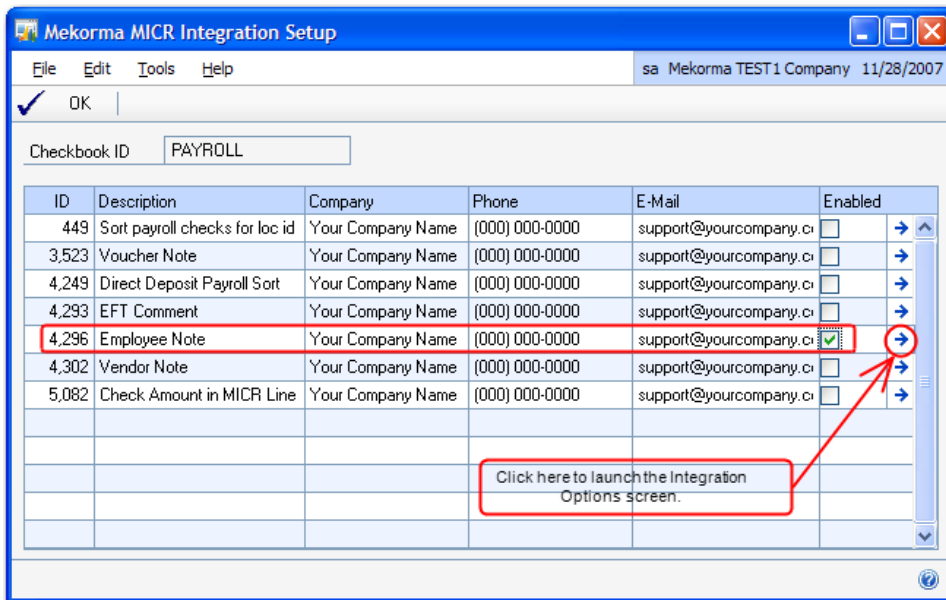 Mekorma MICR Integration Setup
File Edit Tools Help sa Mekorma TEST1 Company 11/28/2007
OK
Checkbook ID PAYROLL
ID Description Company Phone E-Mail Enabled
449 Sort payroll checks for loc id Your Company Name (000) 000-0000 support@yourcompany.c
3,523 Voucher Note Your Company Name (000) 000-0000 support@yourcompany.c
4,249 Direct Deposit Payroll Sort Your Company Name (000) 000-0000 support@yourcompany.c
4,293 EFT Comment Your Company Name (000) 000-0000 support@yourcompany.c
4,296 Employee Note Your Company Name (000) 000-0000 support@yourcompany.c
4,302 Vendor Note Your Company Name (000) 000-0000 support@yourcompany.c
5,082 Check Amount in MICR Line Your Company Name (000) 000-0000 support@yourcompany.c
Click here to launch the Integration
Options screen.